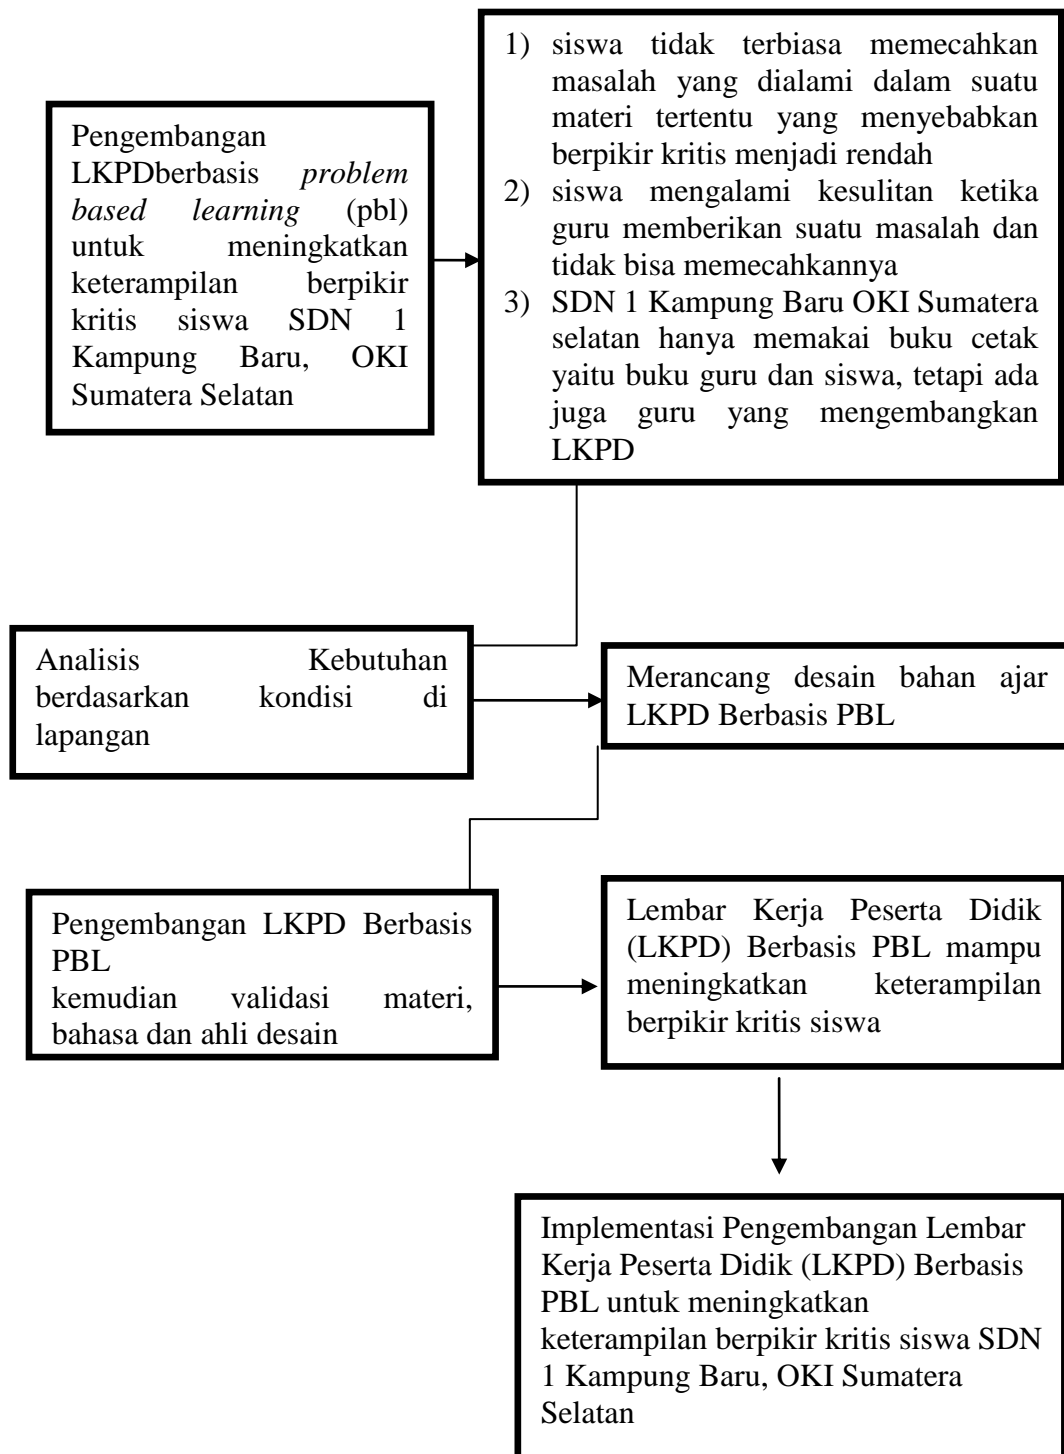 Pengembangan
LKPDberbasis problem
based learning (pbl)
untuk meningkatkan
keterampilan berpikir
kritis siswa SDN 1
Kampung Baru, OKI
Sumatera Selatan
1) siswa tidak terbiasa memecahkan
masalah yang dialami dalam suatu
materi tertentu yang menyebabkan
berpikir kritis menjadi rendah
2) siswa mengalami kesulitan ketika
guru memberikan suatu masalah dan
tidak bisa memecahkannya
3) SDN 1 Kampung Baru OKI Sumatera
selatan hanya memakai buku cetak
yaitu buku guru dan siswa, tetapi ada
juga guru yang mengembangkan
LKPD
Analisis Kebutuhan
berdasarkan kondisi di
lapangan
Merancang desain bahan ajar
LKPD Berbasis PBL
Pengembangan LKPD Berbasis
PBL
kemudian validasi materi,
bahasa dan ahli desain
Lembar Kerja Peserta Didik
(LKPD) Berbasis PBL mampu
meningkatkan keterampilan
berpikir kritis siswa
Implementasi Pengembangan Lembar
Kerja Peserta Didik (LKPD) Berbasis
PBL untuk meningkatkan
keterampilan berpikir kritis siswa SDN
1 Kampung Baru, OKI Sumatera
Selatan